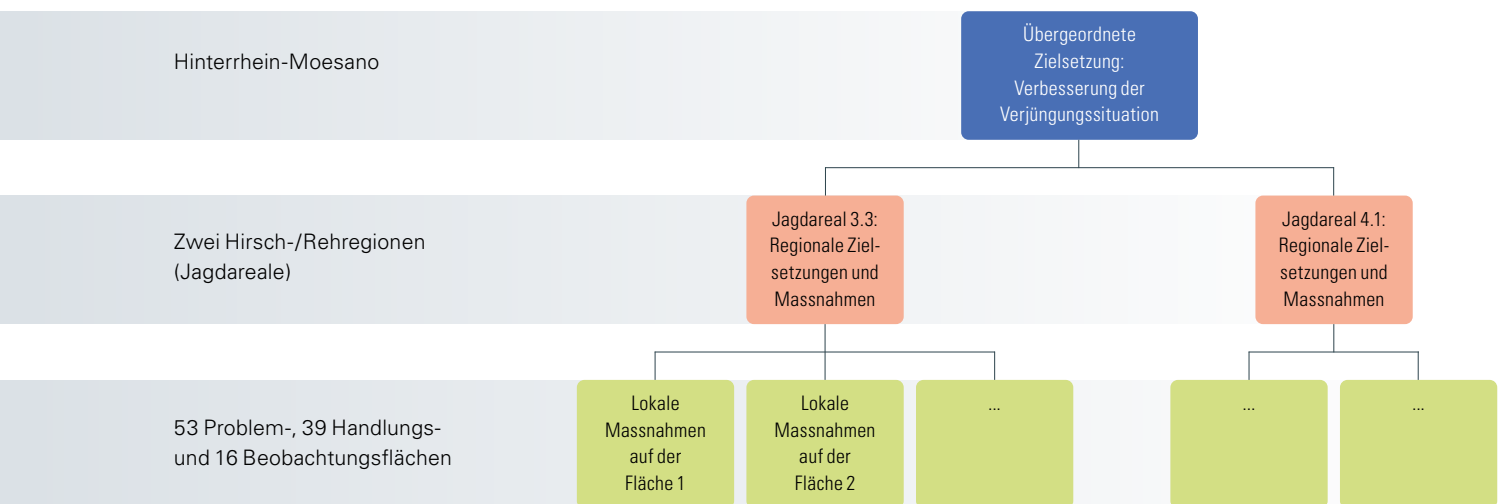 Hinterrhein-Moesano
Übergeordnete
Zielsetzung:
Verbesserung der
Verjüngungssituation
Zwei Hirsch-/Rehregionen
(Jagdareale)
Jagdareal 3.3:
Regionale Ziel-
setzungen und
Massnahmen
Jagdareal 4.1:
Regionale Ziel-
setzungen und
Massnahmen
53 Problem-, 39 Handlungs-
und 16 Beobachtungsflächen
Lokale
Massnahmen
auf der
Fläche 1
Lokale
Massnahmen
auf der
Fläche 2
...
...
...